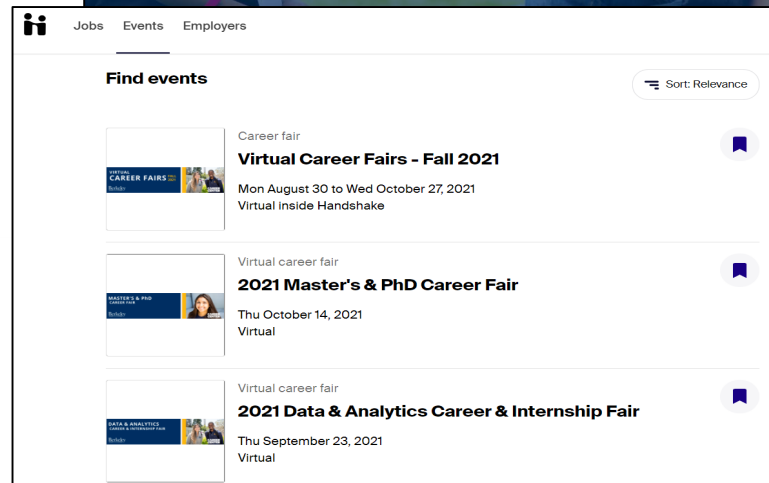 Jobs Events Employers
Find events
Sort: Relevance
Career fair
Virtual Career Fairs - Fall 2021
Mon August 30 to Wed October 27, 2021
Virtual inside Handshake
VIRTUAL
CAREER FAIRS
Berkeley
Virtual career fair
2021 Master's & PhD Career Fair
Thu October 14, 2021
Virtual
MASTER'S & PHD
CAREER FAIR
Berkeley
Virtual career fair
2021 Data & Analytics Career & Internship Fair
Thu September 23, 2021
Virtual
DATA & ANALYTICS
CAREER & INTERNSHIP FAIR
Berkeley